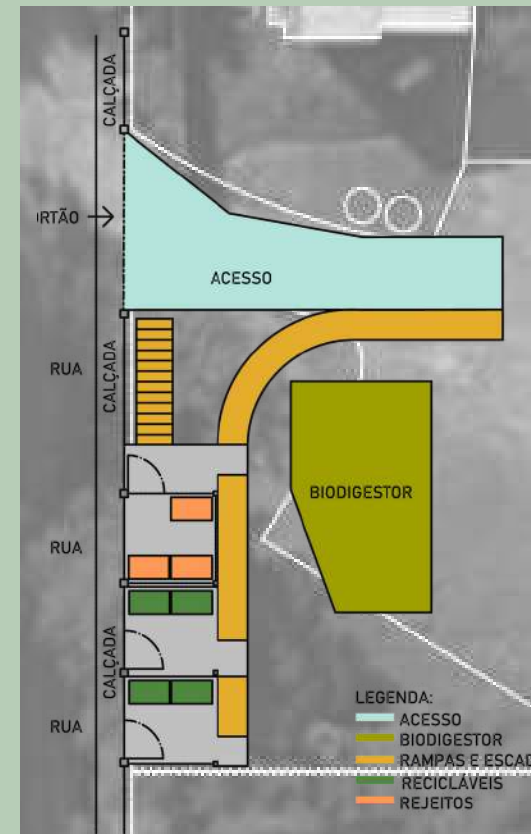 CALÇADA
RTÃO
ACESSO
RUA
CALÇADA
BIODIGESTOR
RUA
CALÇADA
RUA
LEGENDA:
ACESSO
BIODIGESTOR
RAMPAS E ESCAD
RECICLÁVEIS
REJEITOS